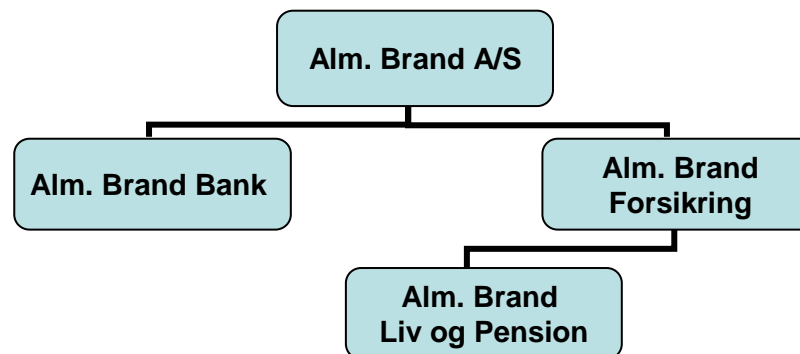 Alm. Brand A/S
Alm. Brand Bank
Alm. Brand
Forsikring
Alm. Brand
Liv og Pension